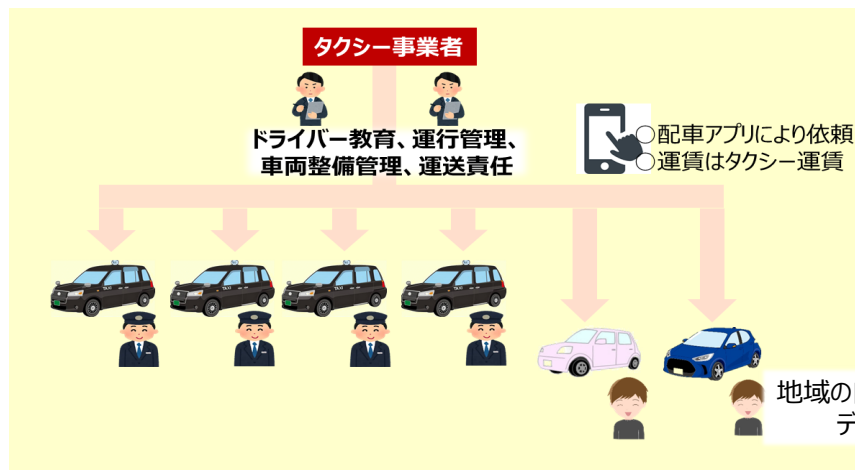 タクシー事業者
ドライバー教育、運行管理、
車両整備管理、運送責任
○配車アプリにより依頼
○運賃はタクシー運賃
地域の
デ